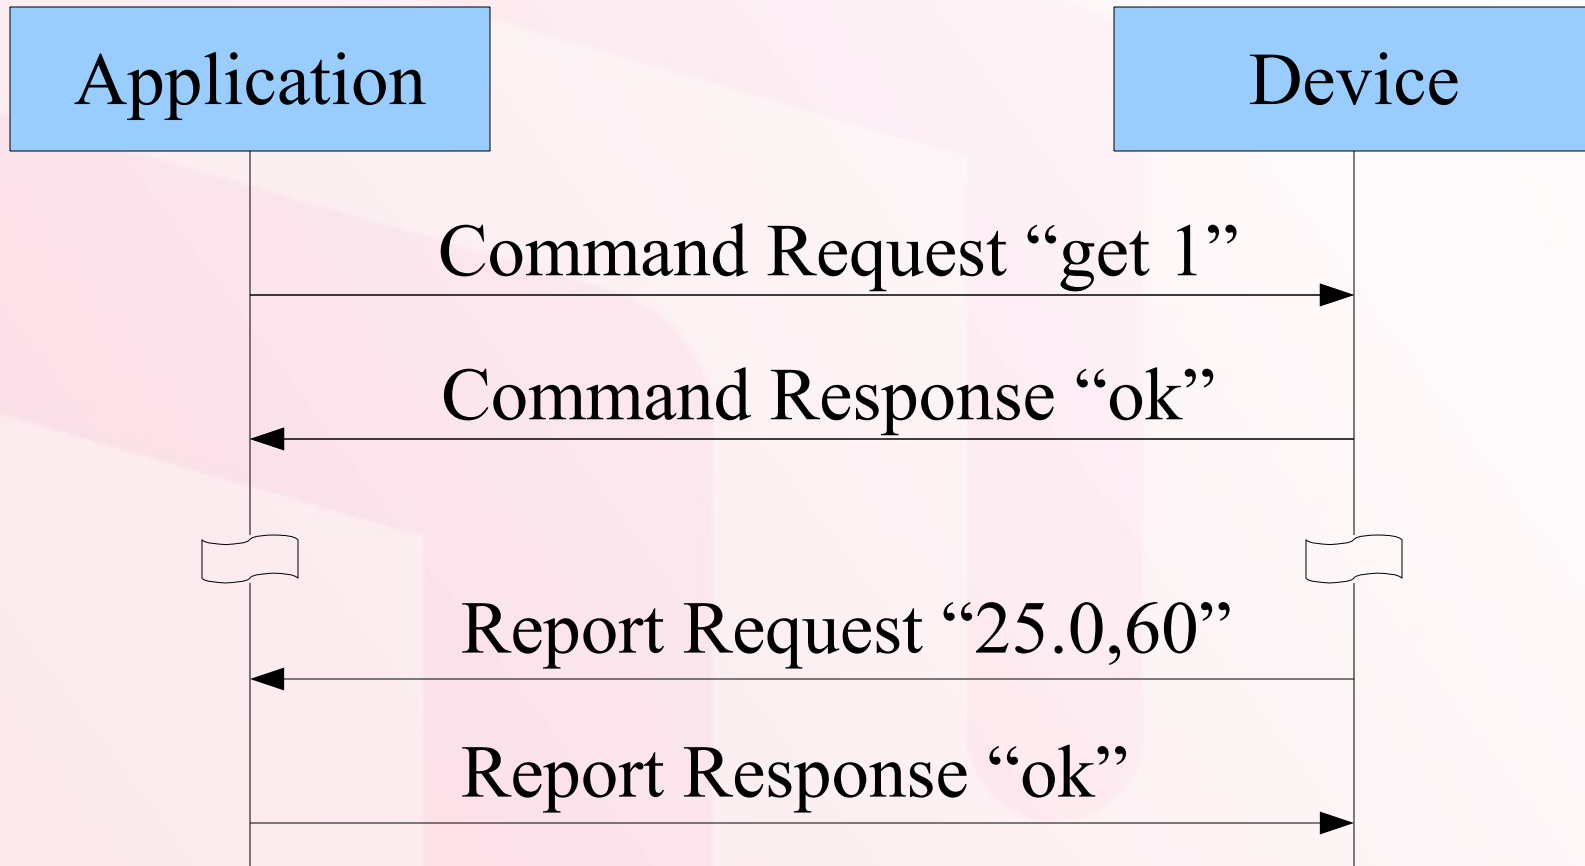 Application
Device
Command Request “get 1”
Command Response “ok”
Report Request “25.0,60”
Report Response “ok”